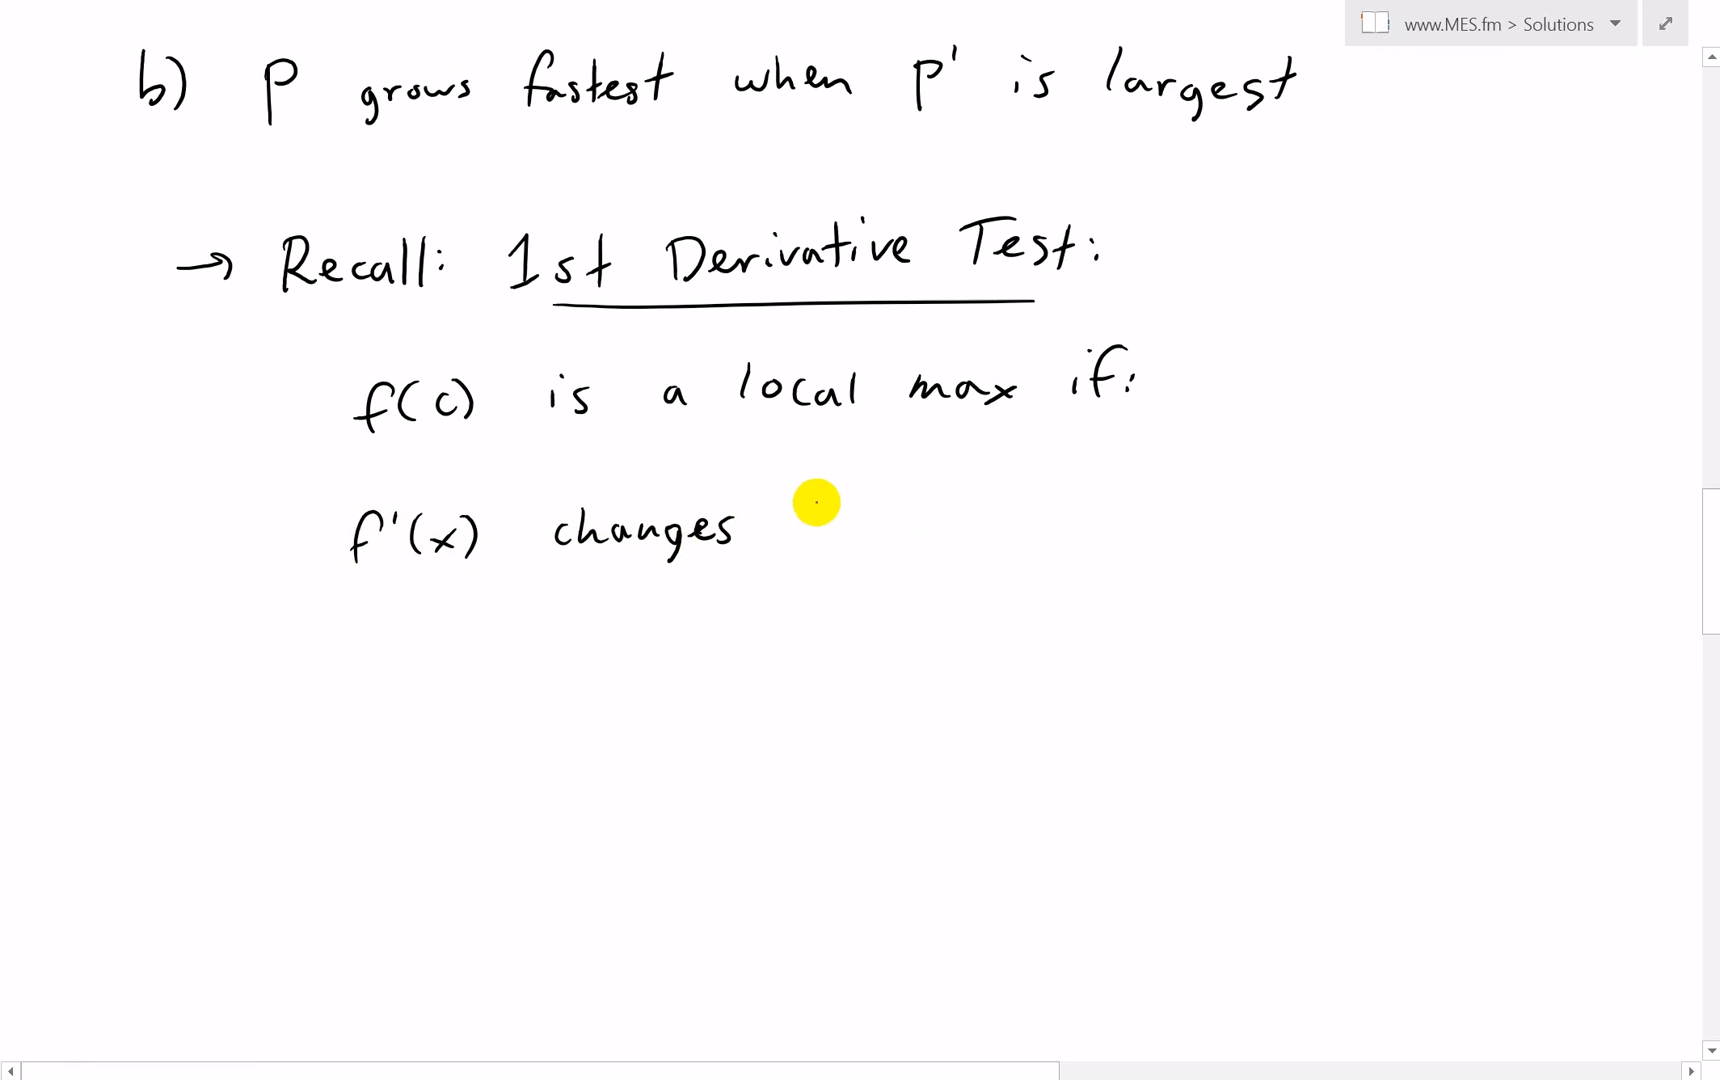 www.MES.fm > Solutions
b) P grows fastest when P' is largest
→ Recall: 1st Derivative Test:
f(c) is a local max if:
f'(x) changes